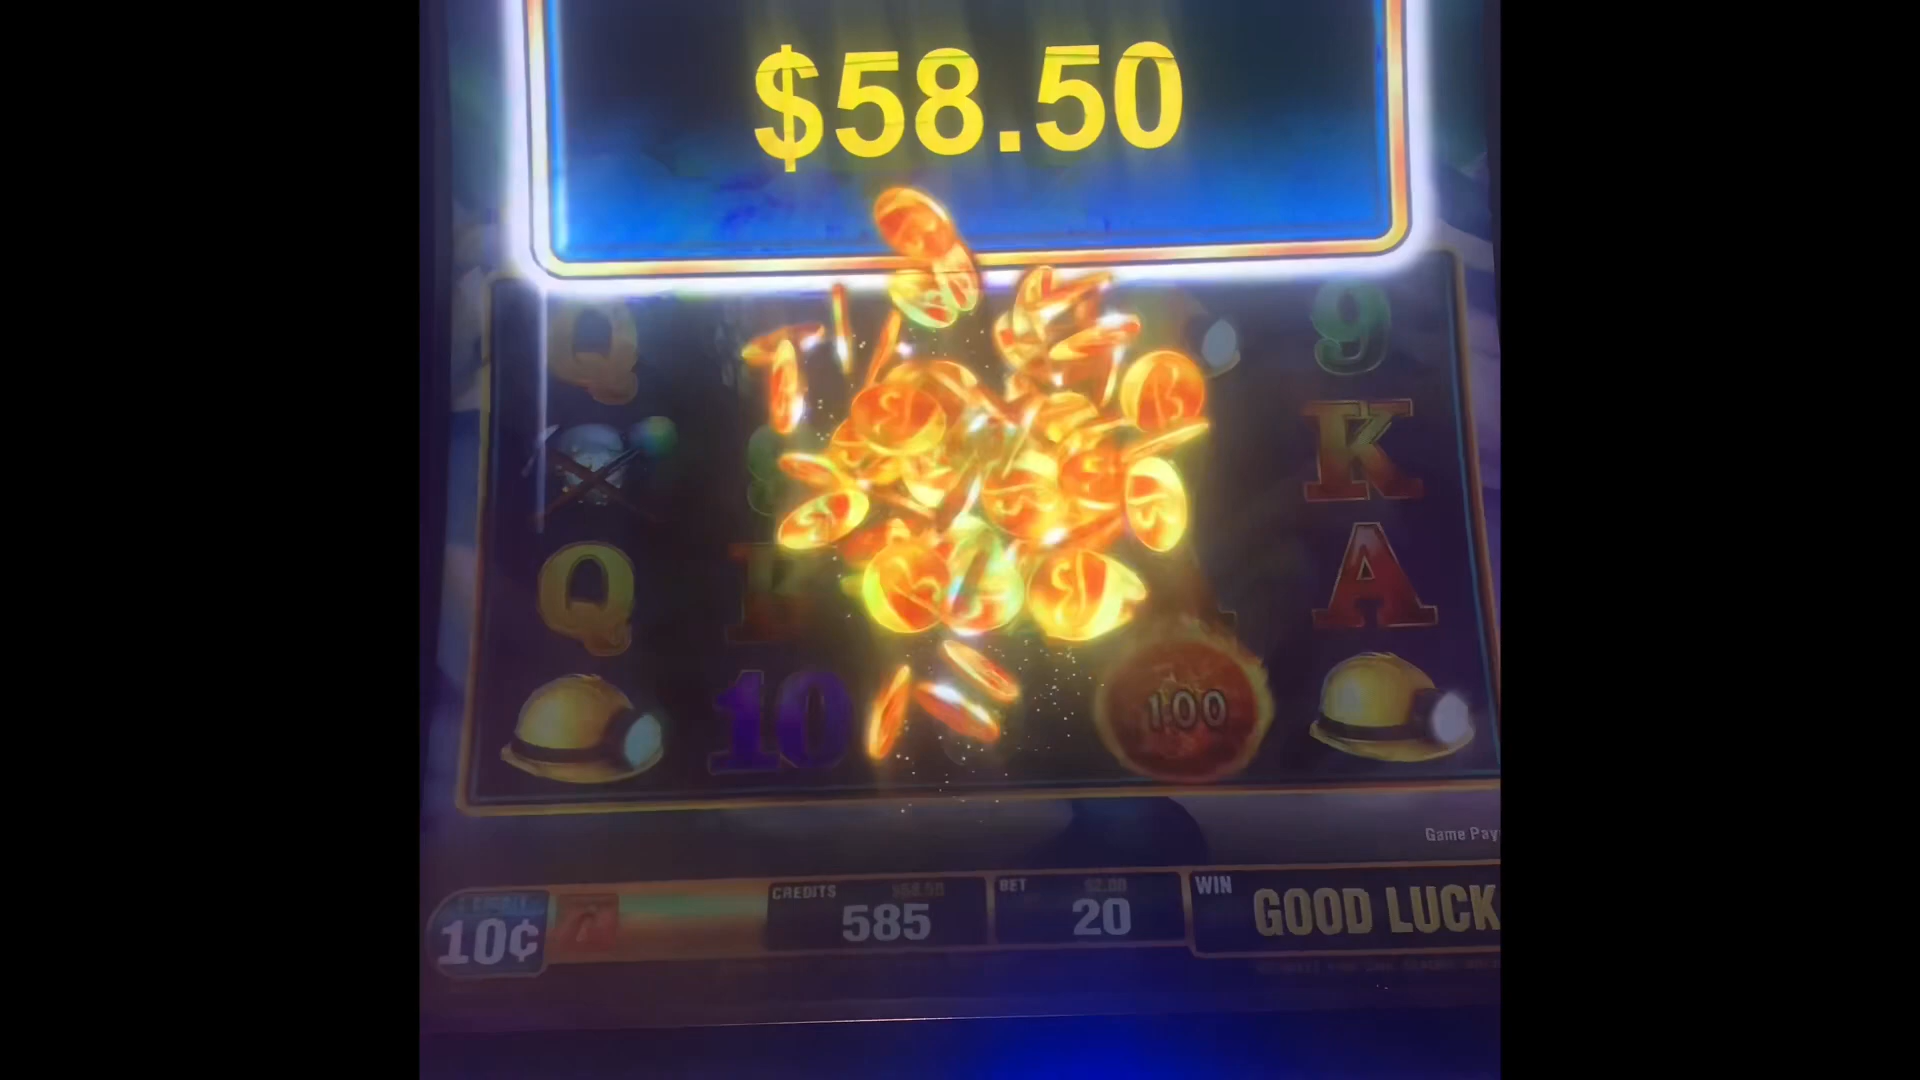 $58.50
Q 9
K
Q A
10 100
Game Pay
CREDITS $58.50 BET $2.00 WIN GOOD LUCK
10¢ 585 20